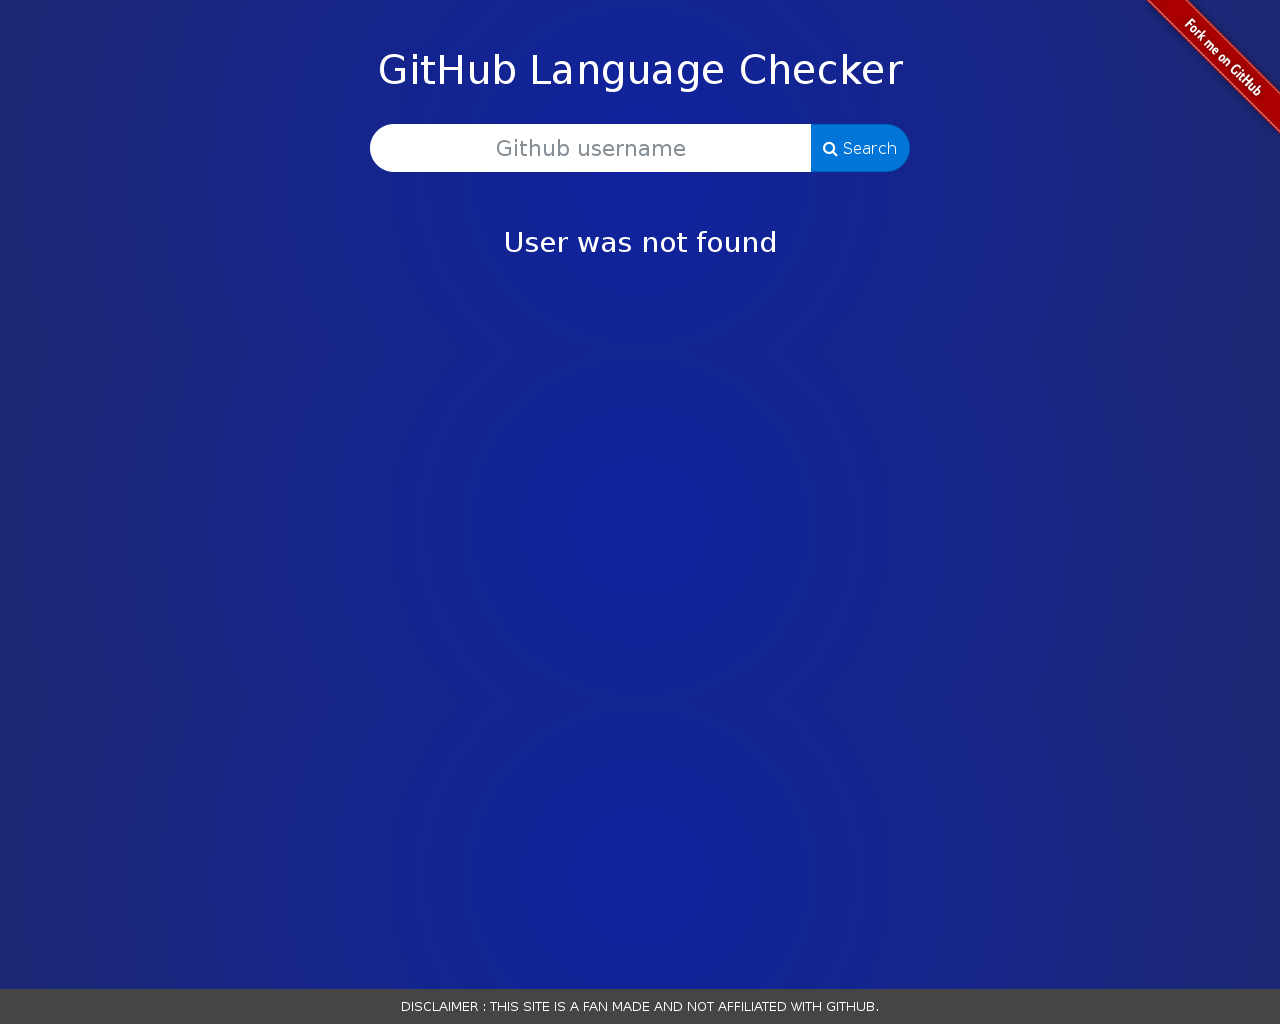 Fork me on GitHub
GitHub Language Checker
Github username
Search
User was not found
DISCLAIMER : THIS SITE IS A FAN MADE AND NOT AFFILIATED WITH GITHUB.